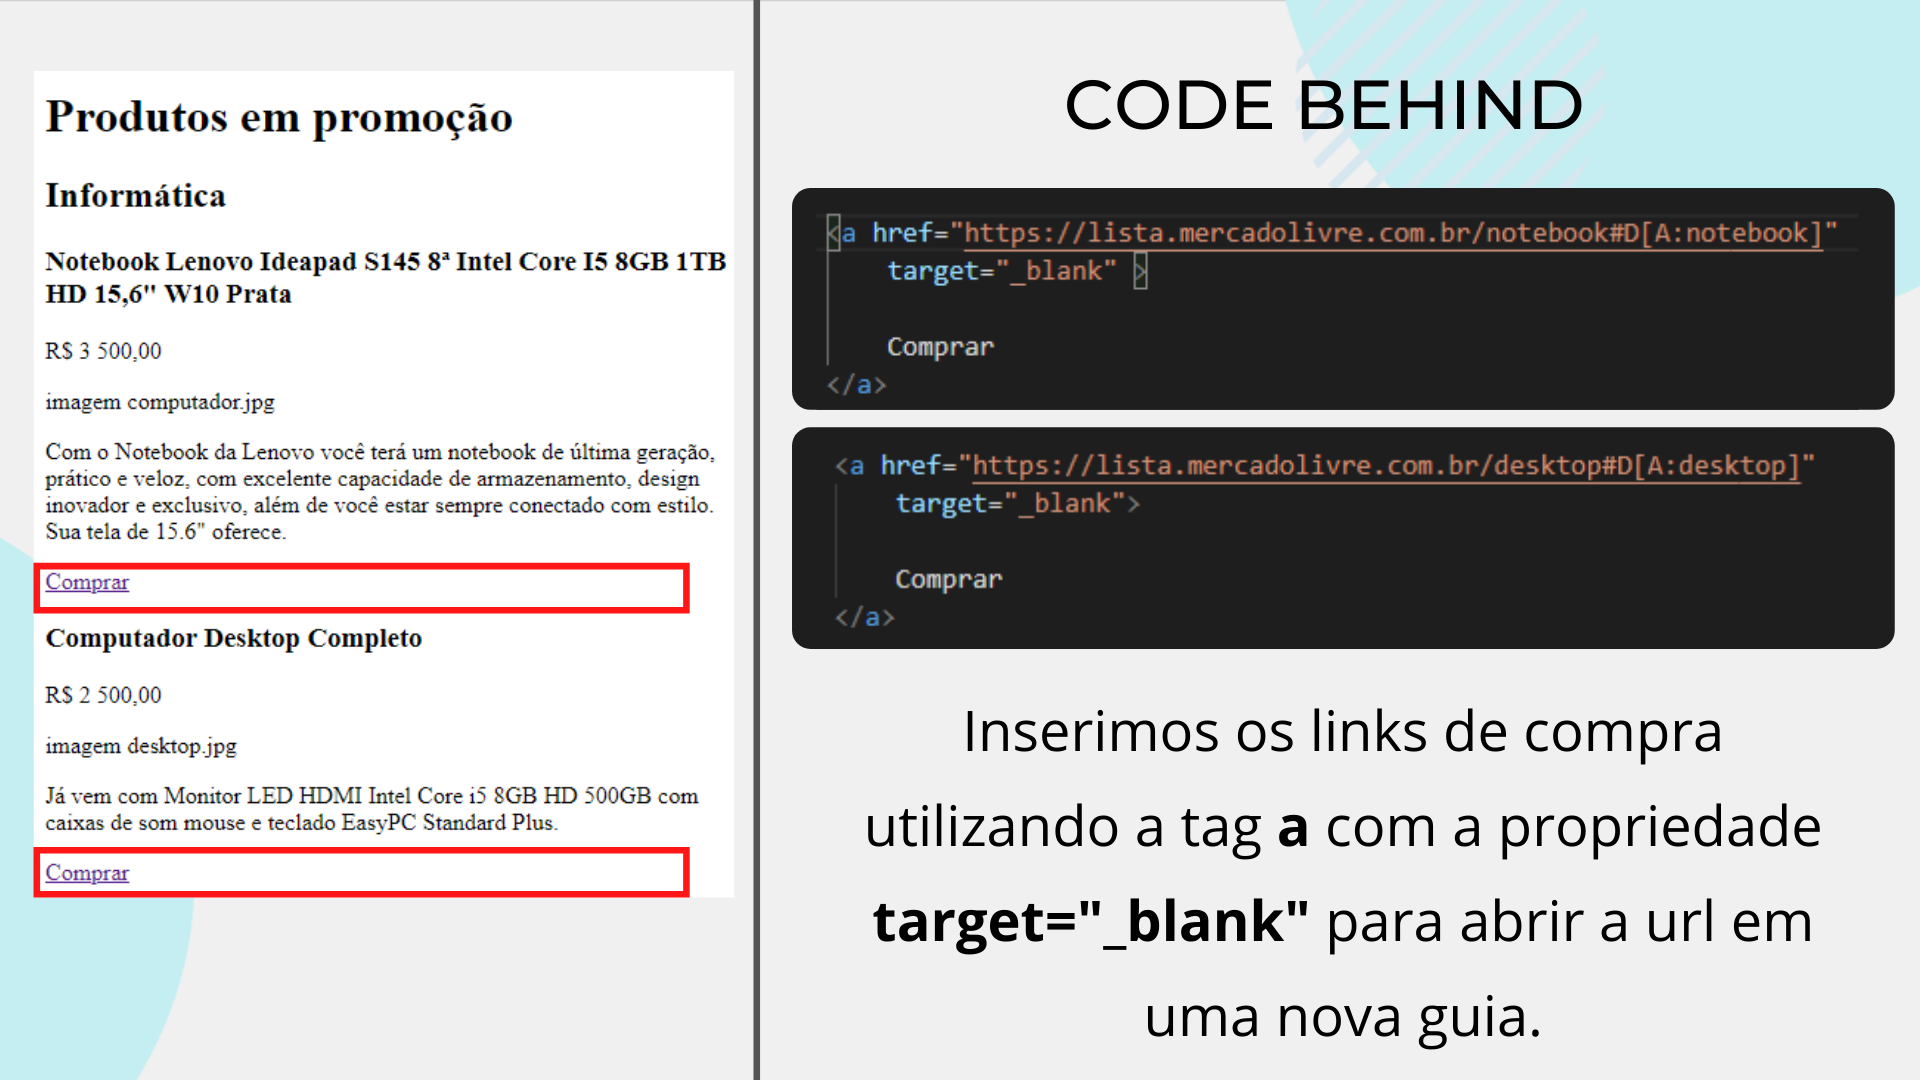 Produtos em promoção
Informática
Notebook Lenovo Ideapad S145 8ª Intel Core I5 8GB 1TB
HD 15,6" W10 Prata
R$ 3 500,00
imagem computador.jpg
Com o Notebook da Lenovo você terá um notebook de última geração,
prático e veloz, com excelente capacidade de armazenamento, design
inovador e exclusivo, além de você estar sempre conectado com estilo.
Sua tela de 15.6" oferece.
Comprar
Computador Desktop Completo
R$ 2 500,00
imagem desktop.jpg
Já vem com Monitor LED HDMI Intel Core i5 8GB HD 500GB com
caixas de som mouse e teclado EasyPC Standard Plus.
Comprar
CODE BEHIND
<a href="https://lista.mercadolivre.com.br/notebook#D[A:notebook]"
target="_blank" >
Comprar
</a>
<a href="https://lista.mercadolivre.com.br/desktop#D[A:desktop]"
target="_blank">
Comprar
</a>
Inserimos os links de compra
utilizando a tag a com a propriedade
target="_blank" para abrir a url em
uma nova guia.